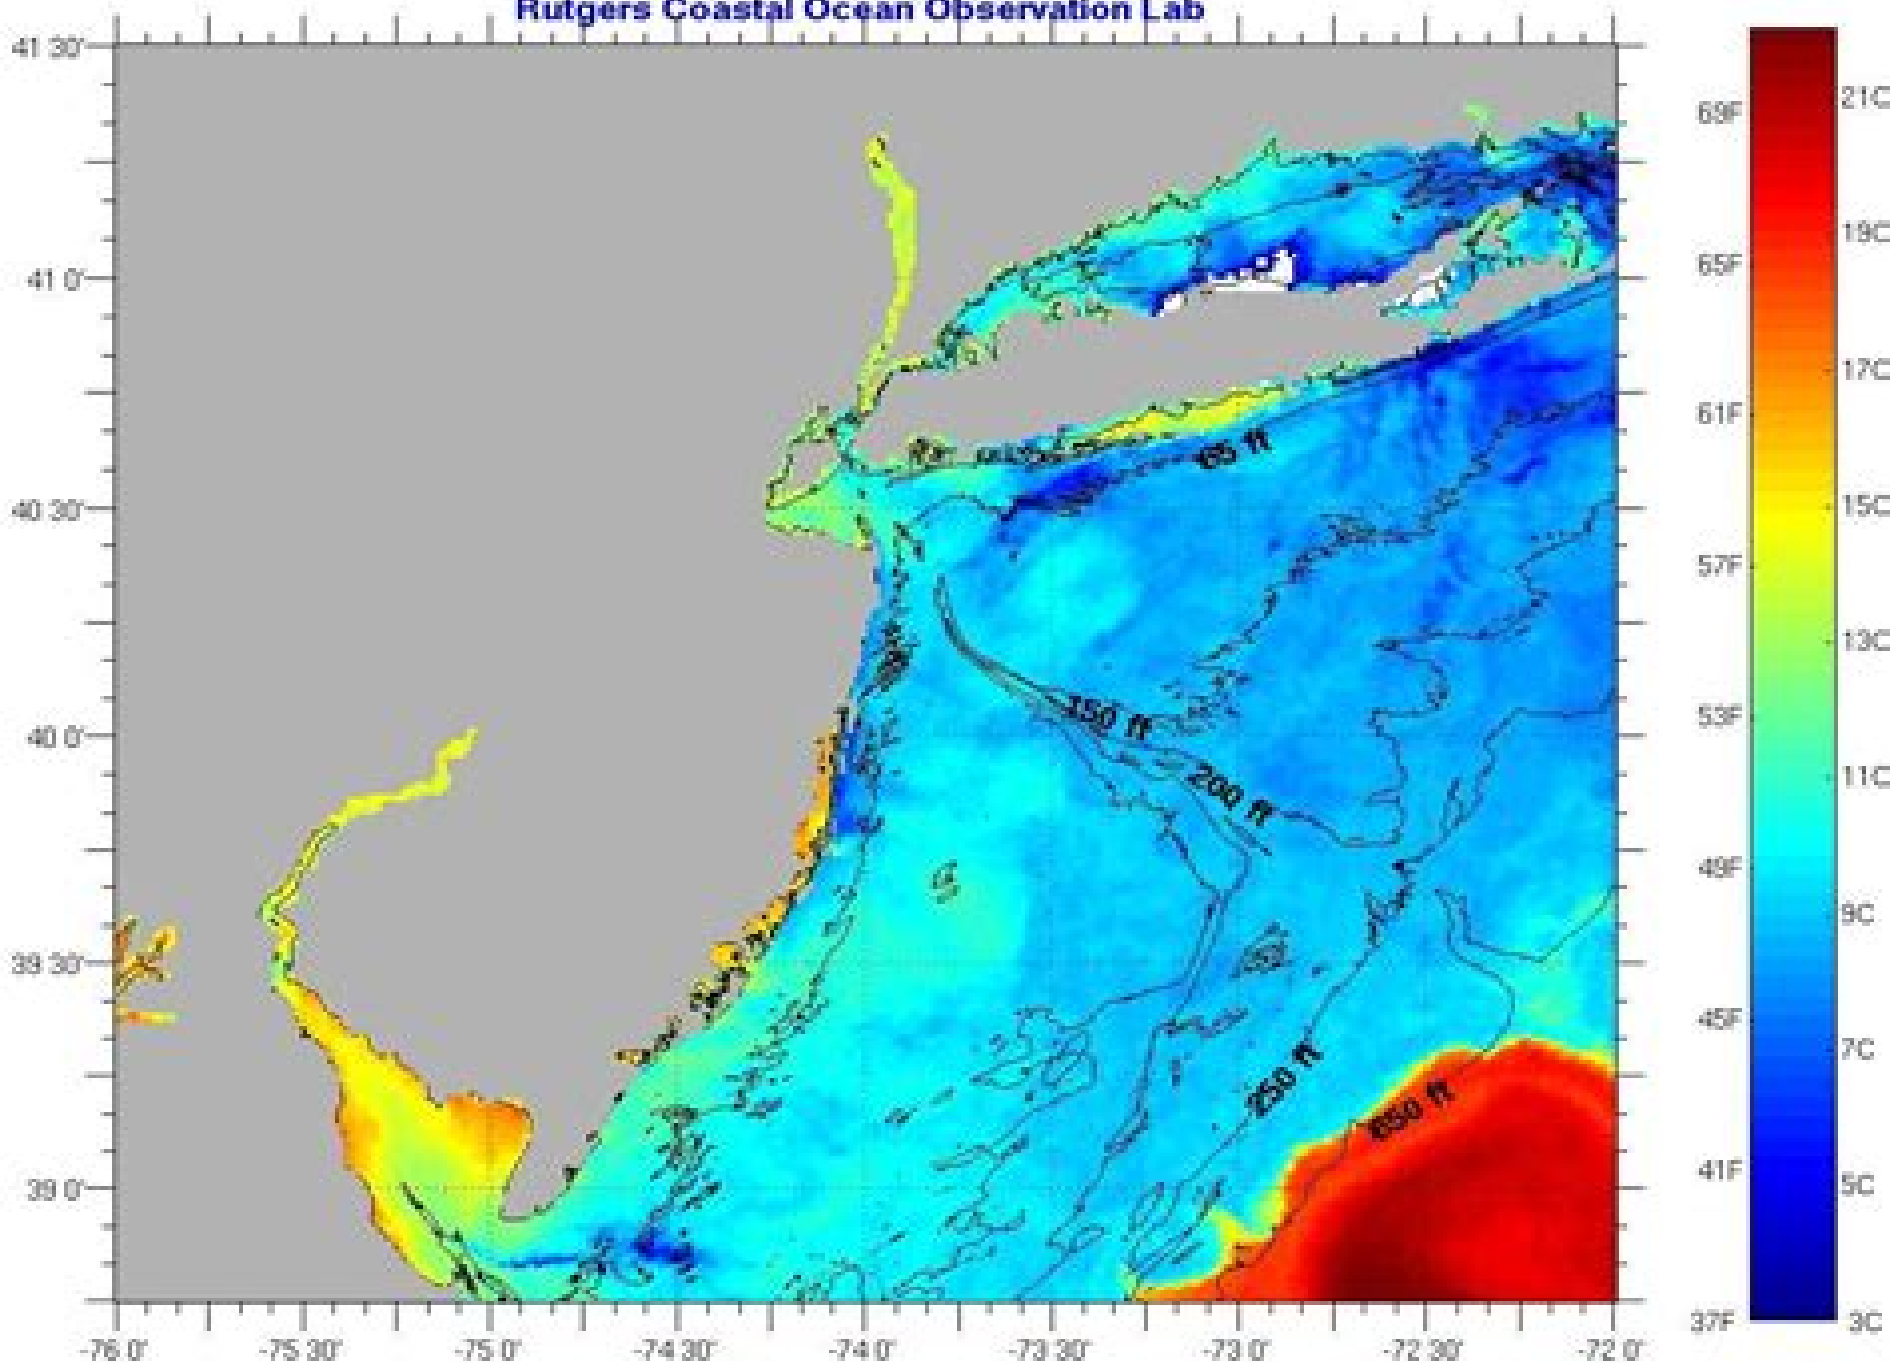 Rutgers Coastal Ocean Observation Lab
41 30'
41 0'
40 30'
40 0'
39 30'
39 0'
-76 0'
-75 30'
-75 0'
-74 30'
-74 0'
-73 30'
-73 0'
-72 30'
-72 0'
65 ft
150 ft
200 ft
250 ft
650 ft
69F
65F
61F
57F
53F
49F
45F
41F
37F
21C
19C
17C
15C
13C
11C
9C
7C
5C
3C